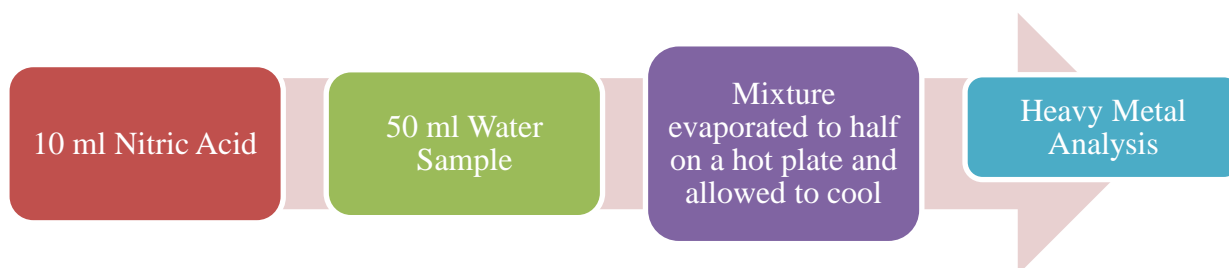 10 ml Nitric Acid
50 ml Water
Sample
Mixture
evaporated to half
on a hot plate and
allowed to cool
Heavy Metal
Analysis